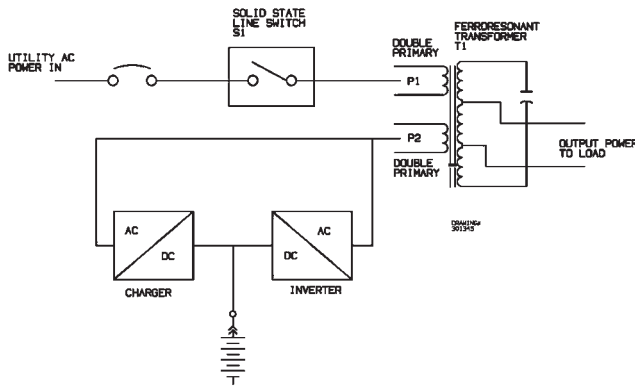 SOLID STATE
LINE SWITCH
S1
FERRORESONANT
TRANSFORMER
T1
DOUBLE
PRIMARY
UTILITY AC
POWER IN
P1
P2
OUTPUT POWER
TO LOAD
DOUBLE
PRIMARY
DRAWING#
301345
AC
DC
AC
DC
CHARGER
INVERTER